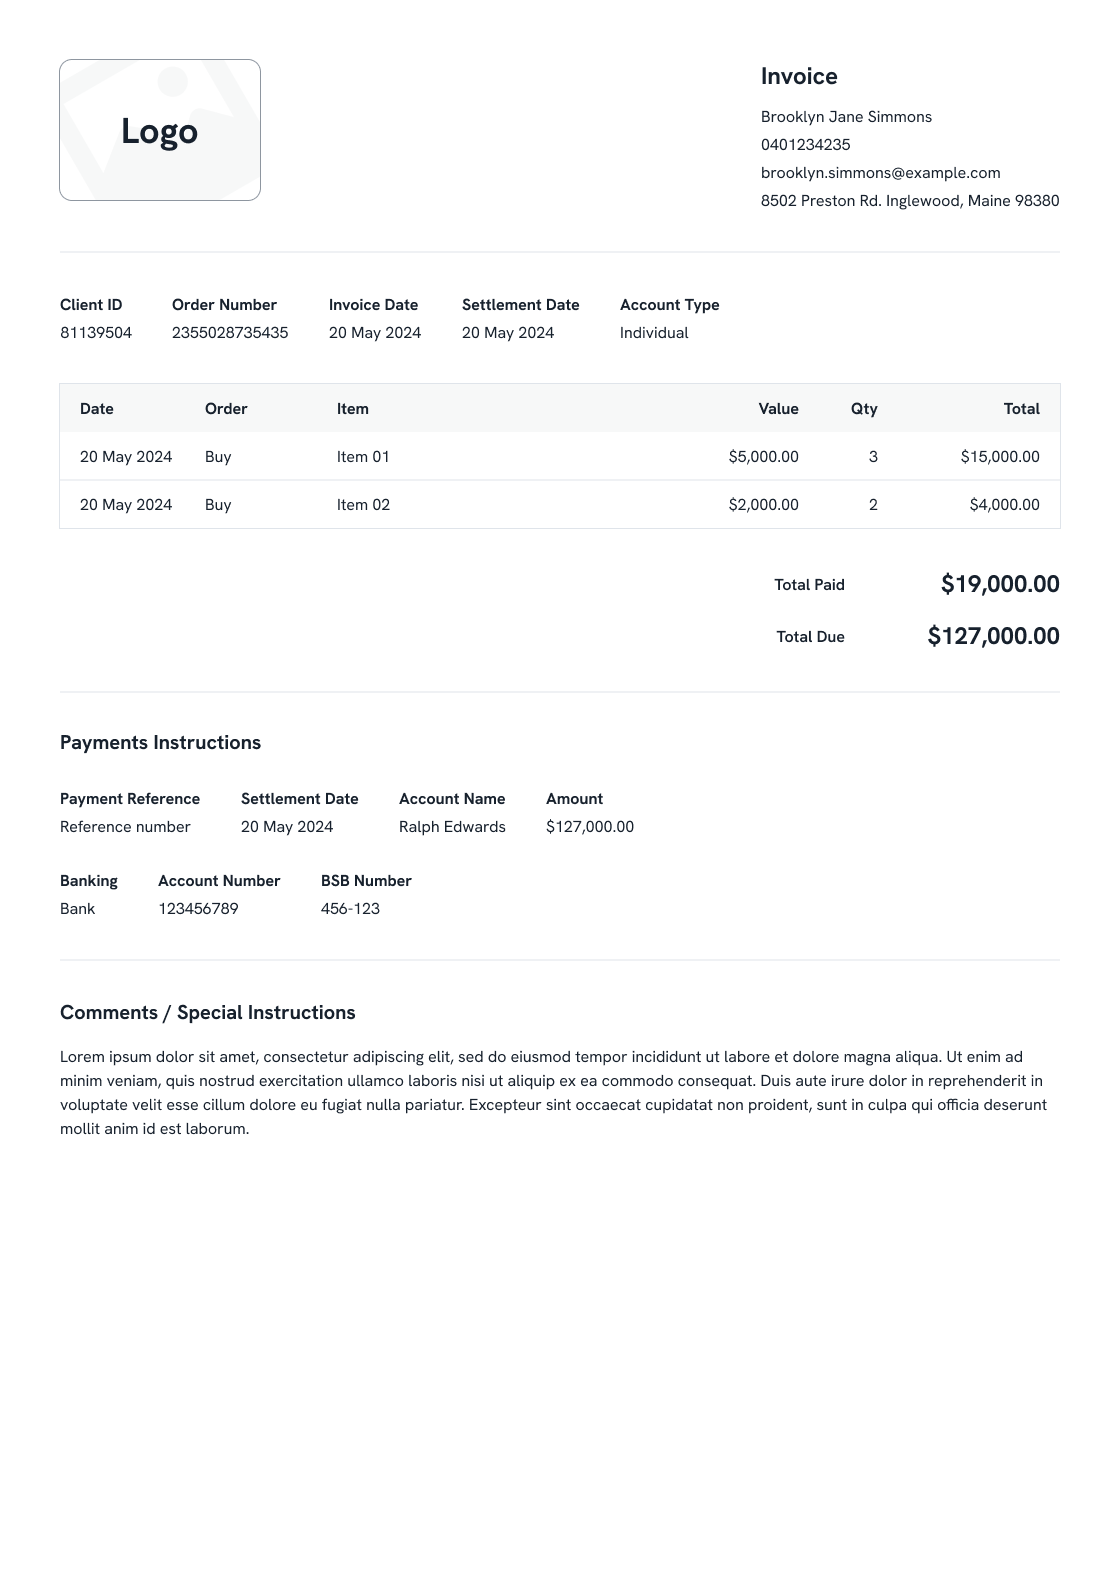 Logo
Invoice
Brooklyn Jane Simmons
0401234235
brooklyn.simmons@example.com
8502 Preston Rd. Inglewood, Maine 98380
Client ID Order Number Invoice Date Settlement Date Account Type
81139504 2355028735435 20 May 2024 20 May 2024 Individual
Date Order Item Value Qty Total
20 May 2024 Buy Item 01 $5,000.00 3 $15,000.00
20 May 2024 Buy Item 02 $2,000.00 2 $4,000.00
Total Paid $19,000.00
Total Due $127,000.00
Payments Instructions
Payment Reference Settlement Date Account Name Amount
Reference number 20 May 2024 Ralph Edwards $127,000.00
Banking Account Number BSB Number
Bank 123456789 456-123
Comments / Special Instructions
Lorem ipsum dolor sit amet, consectetur adipiscing elit, sed do eiusmod tempor incididunt ut labore et dolore magna aliqua. Ut enim ad
minim veniam, quis nostrud exercitation ullamco laboris nisi ut aliquip ex ea commodo consequat. Duis aute irure dolor in reprehenderit in
voluptate velit esse cillum dolore eu fugiat nulla pariatur. Excepteur sint occaecat cupidatat non proident, sunt in culpa qui officia deserunt
mollit anim id est laborum.